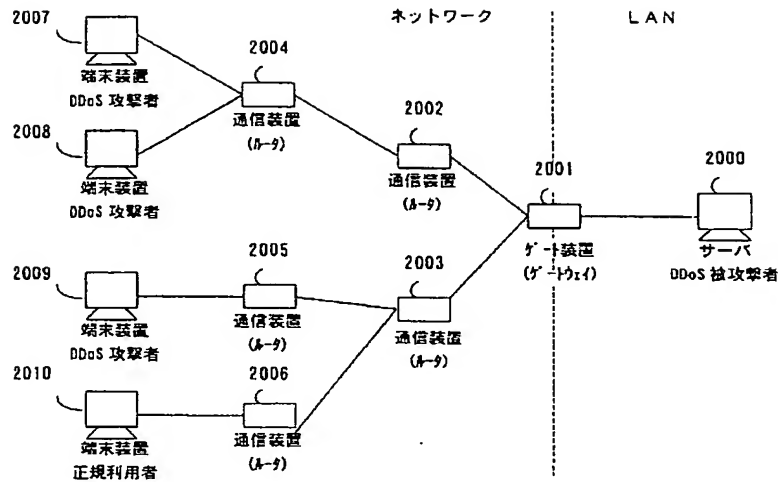 ネットワーク
LAN
2007
端末装置
DDoS 攻撃者
2004
通信装置
(ルータ)
2008
端末装置
DDoS 攻撃者
2002
通信装置
(ルータ)
2001
ゲート装置
(ゲートウェイ)
2000
サーバ
DDoS 被攻撃者
2009
端末装置
DDoS 攻撃者
2005
通信装置
(ルータ)
2003
通信装置
(ルータ)
2010
端末装置
正規利用者
2006
通信装置
(ルータ)